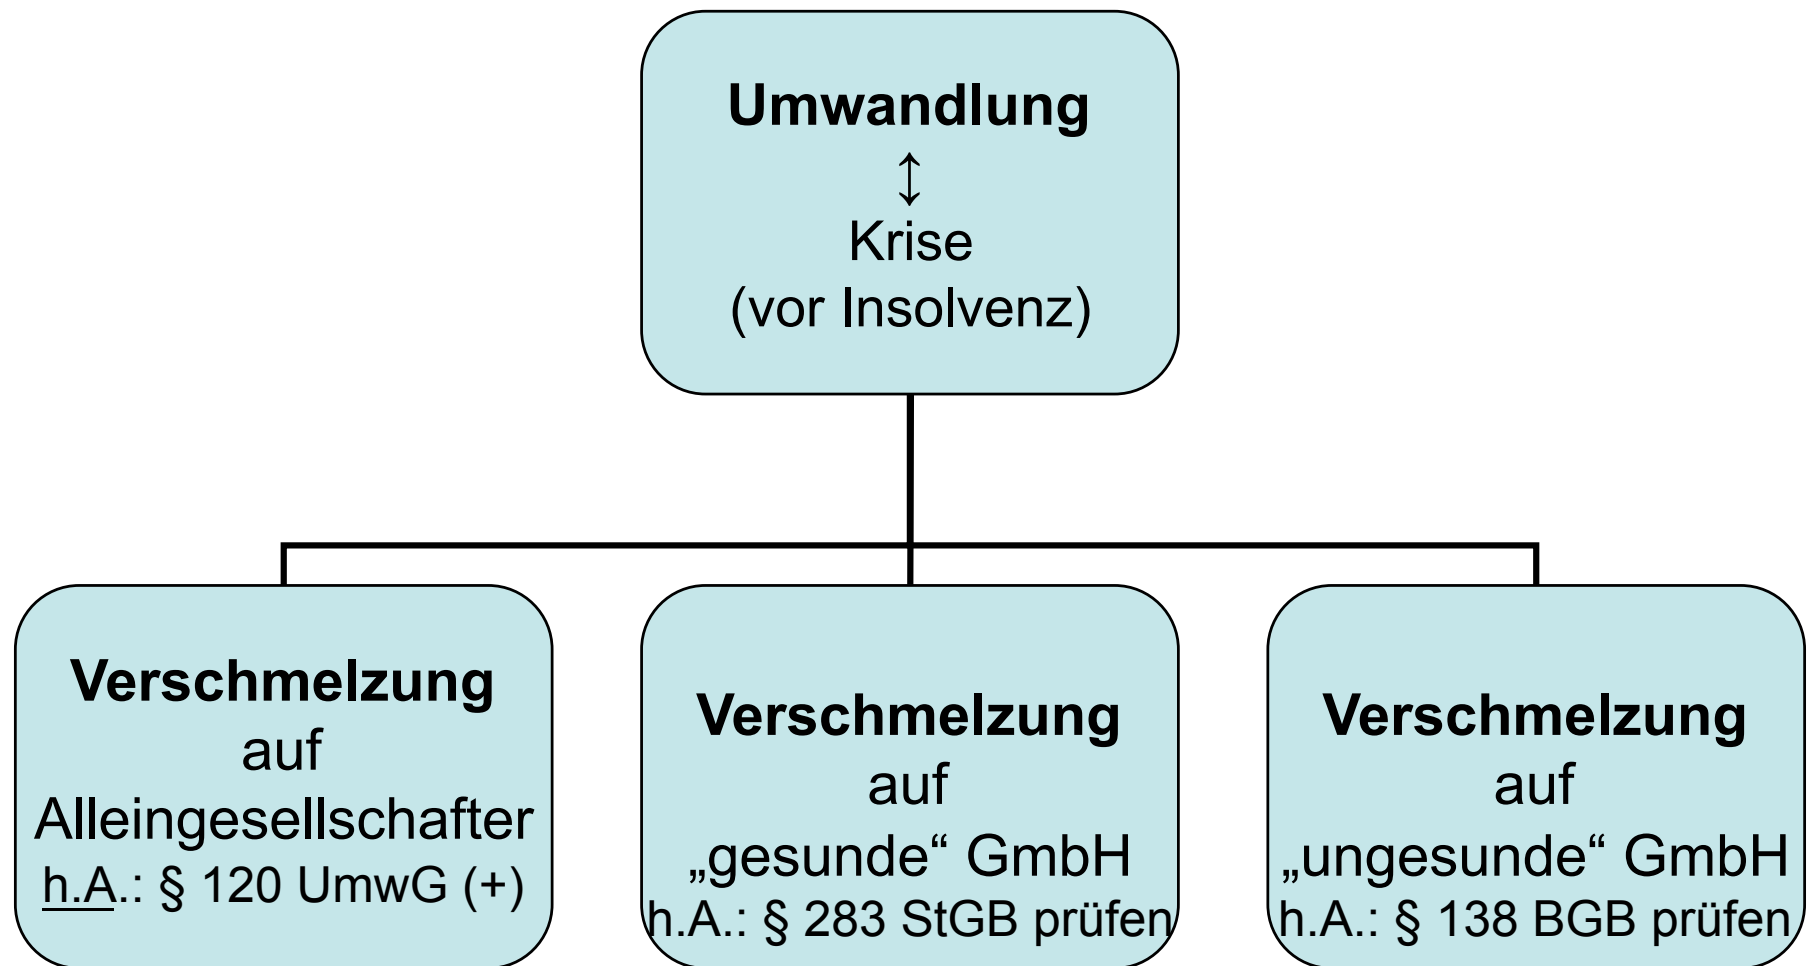 Umwandlung
↕
Krise
(vor Insolvenz)
Verschmelzung
auf
Alleingesellschafter
h.A.: § 120 UmwG (+)
Verschmelzung
auf
„gesunde“ GmbH
h.A.: § 283 StGB prüfen
Verschmelzung
auf
„ungesunde“ GmbH
h.A.: § 138 BGB prüfen